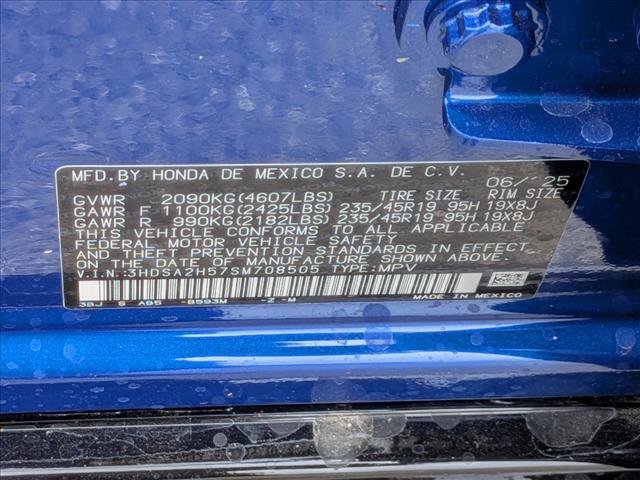 MFD.BY HONDA DE MEXICO S.A. DE C.V. 06/25
GVWR 2090KG(4607LBS) TIRE SIZE RIM SIZE
GAWR F 1100KG(2425LBS) 235/45R19 95H 19X8J
GAWR R 990KG(2182LBS) 235/45R19 95H 19X8J
THIS VEHICLE CONFORMS TO ALL APPLICABLE
FEDERAL MOTOR VEHICLE SAFETY
AND THEFT PREVENTION STANDARDS IN EFFECT
ON THE DATE OF MANUFACTURE SHOWN ABOVE.
V.I.N.:3HDSA2H57SM708505 TYPE:MPV
3BJ S AB5 -B593M -Z -M MADE IN MEXICO